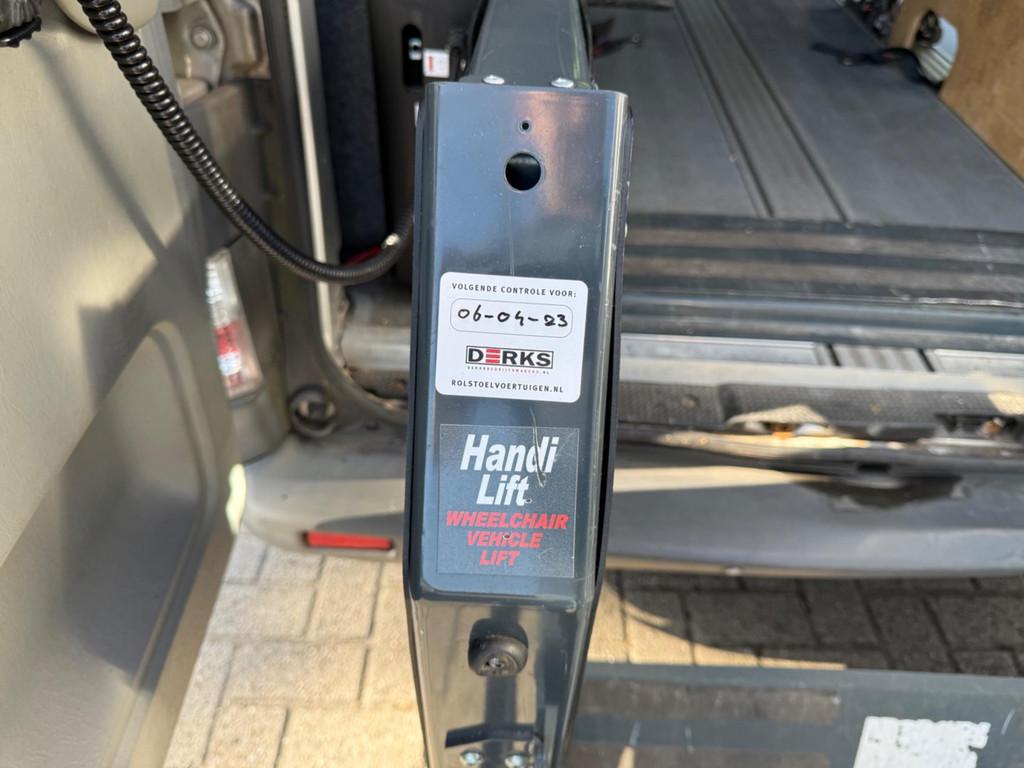 VOLGENDE CONTROLE VOOR:
06-04-23
DERKS
ROLSTOELVOERTUIGEN.NL
Handi
Lift
WHEELCHAIR
VEHICLE
LIFT